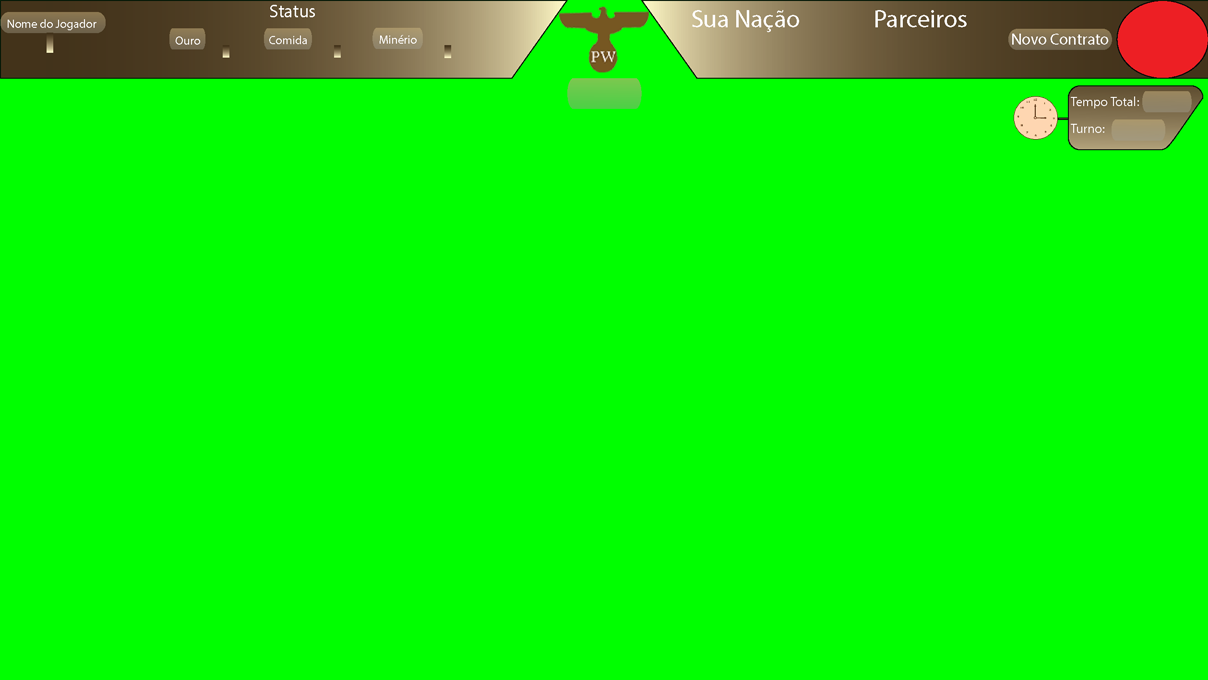 Status
Nome do Jogador
Ouro
Comida
Minério
PW
Sua Nação
Parceiros
Novo Contrato
Tempo Total:
Turno: